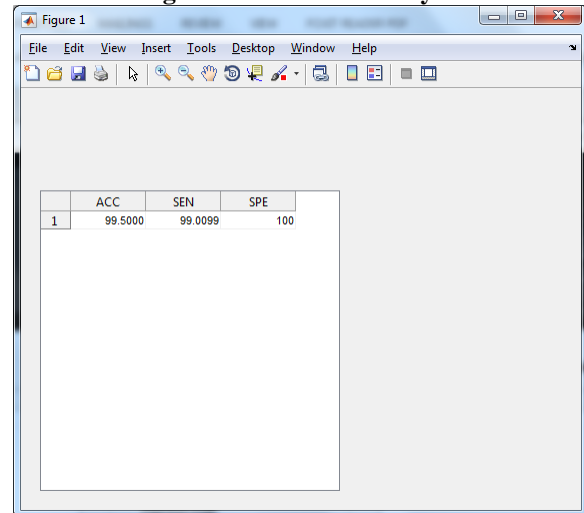 Figure 1
File Edit View Insert Tools Desktop Window Help
ACC SEN SPE
1 99.5000 99.0099 100